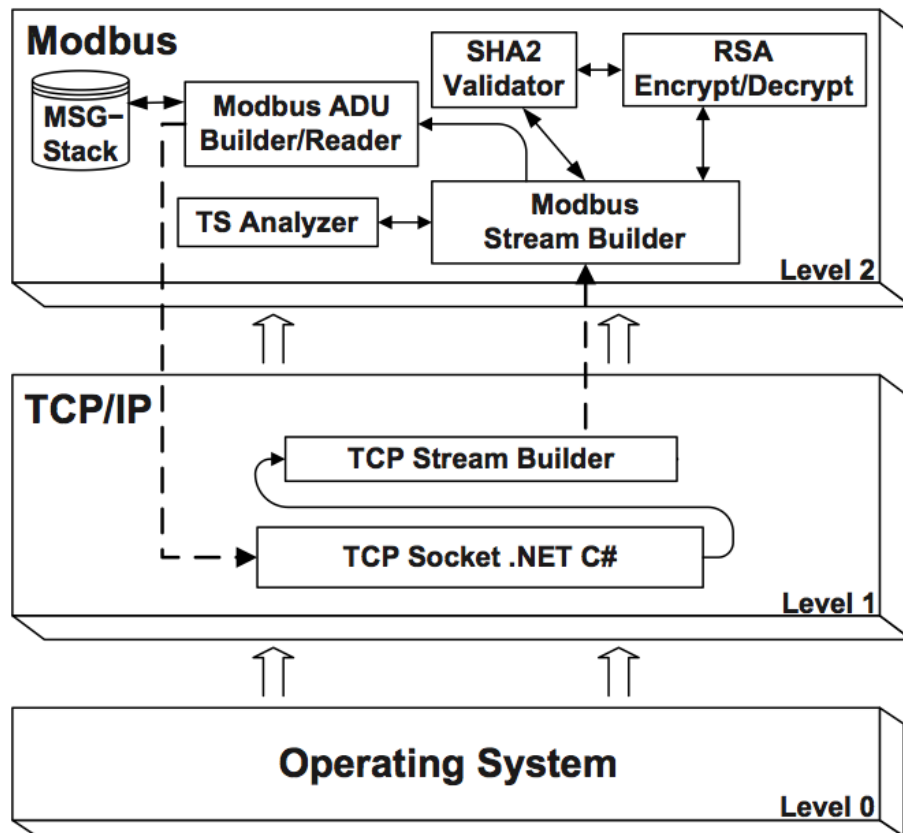 Modbus
MSG–
Stack
Modbus ADU
Builder/Reader
SHA2
Validator
RSA
Encrypt/Decrypt
TS Analyzer
Modbus
Stream Builder
Level 2
TCP/IP
TCP Stream Builder
TCP Socket .NET C#
Level 1
Operating System
Level 0